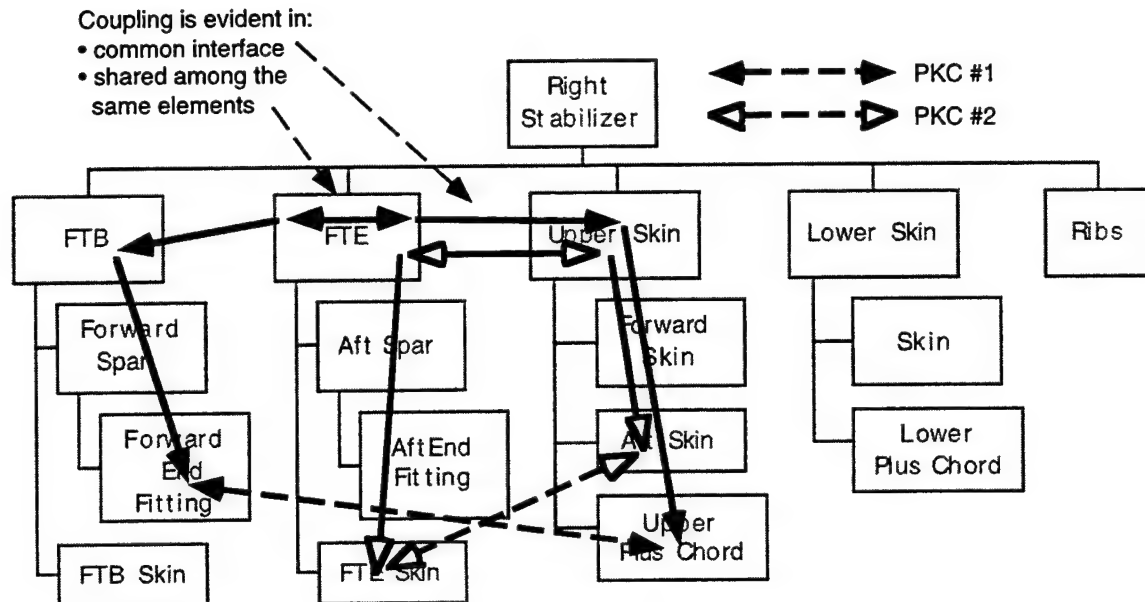 Coupling is evident in:
• common interface
• shared among the
same elements
Right
Stabilizer
PKC #1
PKC #2
FTB
FTE
Upper Skin
Lower Skin
Ribs
Forward
Spar
Aft Spar
Forward
Skin
Skin
Forward
End
Fitting
Aft End
Fitting
Aft Skin
Lower
Plus Chord
Upper
Plus Chord
FTB Skin
FTE Skin